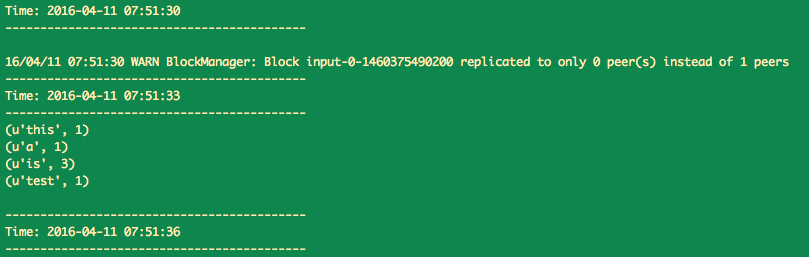 Time: 2016-04-11 07:51:30
-------------------------------------------

16/04/11 07:51:30 WARN BlockManager: Block input-0-1460375490200 replicated to only 0 peer(s) instead of 1 peers
-------------------------------------------
Time: 2016-04-11 07:51:33
-------------------------------------------
(u'this', 1)
(u'a', 1)
(u'is', 3)
(u'test', 1)

-------------------------------------------
Time: 2016-04-11 07:51:36
-------------------------------------------